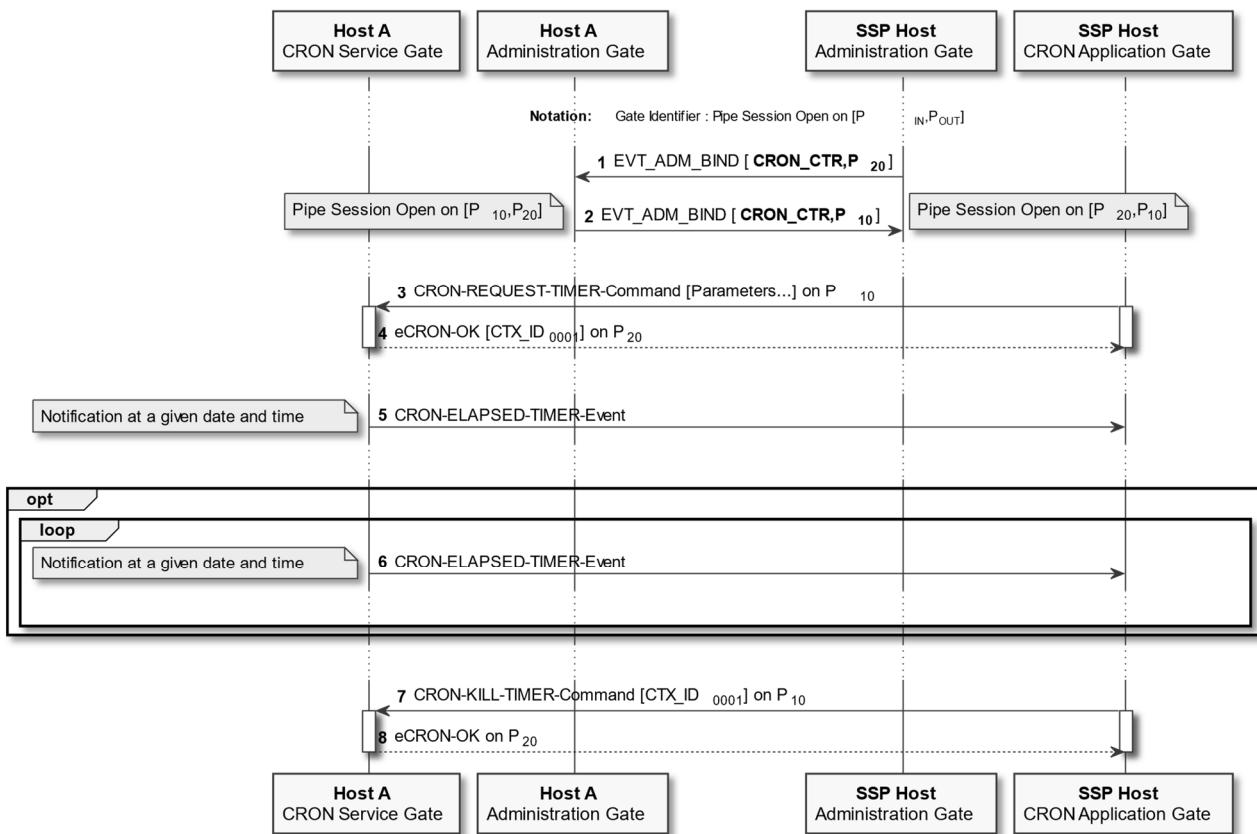 Host A
CRON Service Gate
Host A
Administration Gate
SSP Host
Administration Gate
SSP Host
CRON Application Gate
Notation: Gate Identifier : Pipe Session Open on [P IN,POUT]
1 EVT_ADM_BIND [ CRON_CTR,P 20 ]
Pipe Session Open on [P 10,P20]
2 EVT_ADM_BIND [ CRON_CTR,P 10 ]
Pipe Session Open on [P 20,P10]
3 CRON-REQUEST-TIMER-Command [Parameters...] on P 10
4 eCRON-OK [CTX_ID 0001] on P20
Notification at a given date and time
5 CRON-ELAPSED-TIMER-Event
opt
loop
Notification at a given date and time
6 CRON-ELAPSED-TIMER-Event
7 CRON-KILL-TIMER-Command [CTX_ID 0001] on P10
8 eCRON-OK on P20
Host A
CRON Service Gate
Host A
Administration Gate
SSP Host
Administration Gate
SSP Host
CRON Application Gate